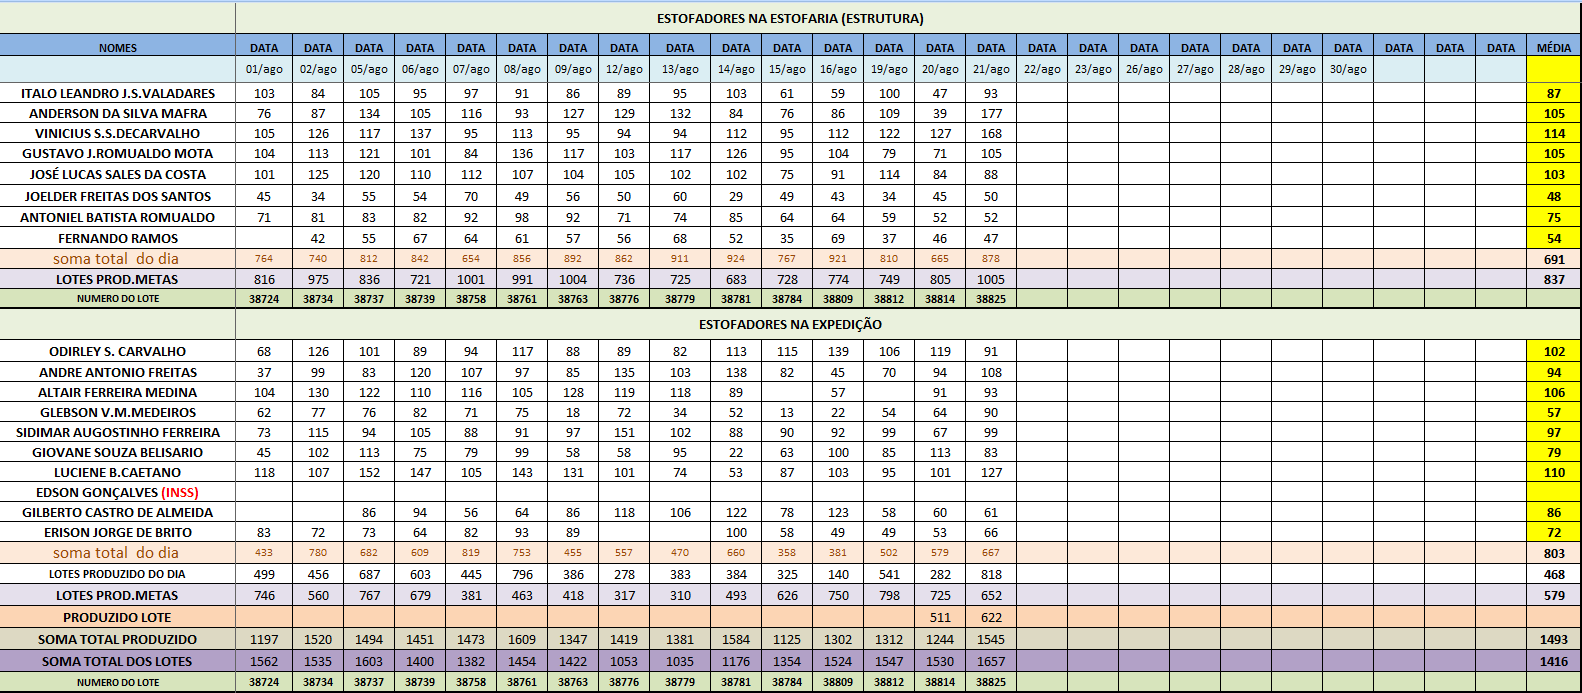 ESTOFADORES NA ESTOFARIA (ESTRUTURA)
NOMES DATA DATA DATA DATA DATA DATA DATA DATA DATA DATA DATA DATA DATA DATA DATA DATA DATA DATA DATA DATA DATA DATA DATA DATA DATA MÉDIA
01/ago 02/ago 05/ago 06/ago 07/ago 08/ago 09/ago 12/ago 13/ago 14/ago 15/ago 16/ago 19/ago 20/ago 21/ago 22/ago 23/ago 26/ago 27/ago 28/ago 29/ago 30/ago
ITALO LEANDRO J.S.VALADARES 103 84 105 95 97 91 86 89 95 103 61 59 100 47 93 87
ANDERSON DA SILVA MAFRA 76 87 134 105 116 93 127 129 132 84 76 86 109 39 177 105
VINICIUS S.S.DECARVALHO 105 126 117 137 95 113 95 94 94 112 95 112 122 127 168 114
GUSTAVO J.ROMUALDO MOTA 104 113 121 101 84 136 117 103 117 126 95 104 79 71 105 105
JOSÉ LUCAS SALES DA COSTA 101 125 120 110 112 107 104 105 102 102 75 91 114 84 88 103
JOELDER FREITAS DOS SANTOS 45 34 55 54 70 49 56 50 60 29 49 43 34 45 50 48
ANTONIEL BATISTA ROMUALDO 71 81 83 82 92 98 92 71 74 85 64 64 59 52 52 75
FERNANDO RAMOS 42 55 67 64 61 57 56 68 52 35 69 37 46 47 54
soma total do dia 764 740 812 842 654 856 892 862 911 924 767 921 810 665 878 691
LOTES PROD.METAS 816 975 836 721 1001 991 1004 736 725 683 728 774 749 805 1005 837
NUMERO DO LOTE 38724 38734 38737 38739 38758 38761 38763 38776 38779 38781 38784 38809 38812 38814 38825
ESTOFADORES NA EXPEDIÇÃO
ODIRLEY S. CARVALHO 68 126 101 89 94 117 88 89 82 113 115 139 106 119 91 102
ANDRE ANTONIO FREITAS 37 99 83 120 107 97 85 135 103 138 82 45 70 94 108 94
ALTAIR FERREIRA MEDINA 104 130 122 110 116 105 128 119 118 89 57 91 93 106
GLEBSON V.M.MEDEIROS 62 77 76 82 71 75 18 72 34 52 13 22 54 64 90 57
SIDIMAR AUGOSTINHO FERREIRA 73 115 94 105 88 91 97 151 102 88 90 92 99 67 99 97
GIOVANE SOUZA BELISARIO 45 102 113 75 79 99 58 58 95 22 63 100 85 113 83 79
LUCIENE B.CAETANO 118 107 152 147 105 143 131 101 74 53 87 103 95 101 127 110
EDSON GONÇALVES (INSS)
GILBERTO CASTRO DE ALMEIDA 86 94 56 64 86 118 106 122 78 123 58 60 61 86
ERISON JORGE DE BRITO 83 72 73 64 82 93 89 100 58 49 49 53 66 72
soma total do dia 433 780 682 609 819 753 455 557 470 660 358 381 502 579 667 803
LOTES PRODUZIDO DO DIA 499 456 687 603 445 796 386 278 383 384 325 140 541 282 818 468
LOTES PROD.METAS 746 560 767 679 381 463 418 317 310 493 626 750 798 725 652 579
PRODUZIDO LOTE 511 622
SOMA TOTAL PRODUZIDO 1197 1520 1494 1451 1473 1609 1347 1419 1381 1584 1125 1302 1312 1244 1545 1493
SOMA TOTAL DOS LOTES 1562 1535 1603 1400 1382 1454 1422 1053 1035 1176 1354 1524 1547 1530 1657 1416
NUMERO DO LOTE 38724 38734 38737 38739 38758 38761 38763 38776 38779 38781 38784 38809 38812 38814 38825